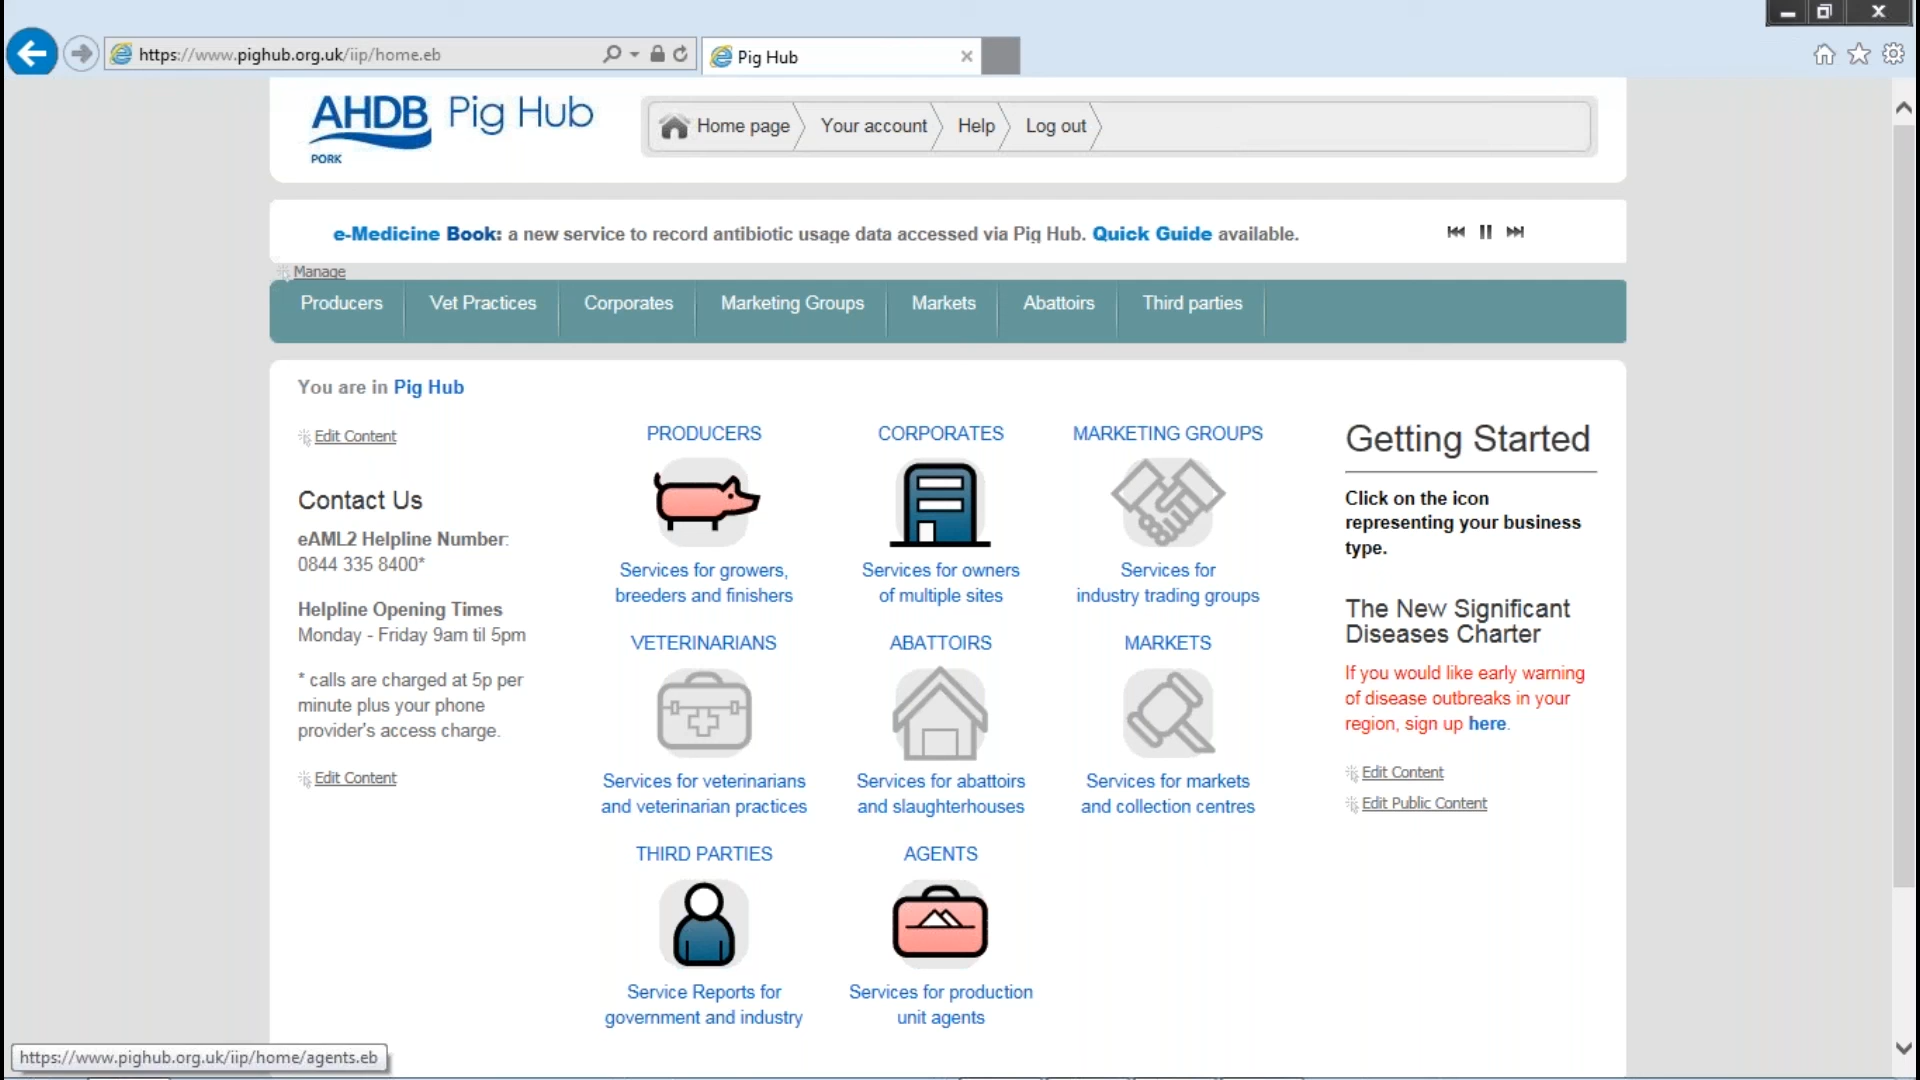 https://www.pighub.org.uk/iip/home.eb
Pig Hub
AHDB Pig Hub
PORK
Home page
Your account
Help
Log out
e-Medicine Book: a new service to record antibiotic usage data accessed via Pig Hub. Quick Guide available.
Manage
Producers
Vet Practices
Corporates
Marketing Groups
Markets
Abattoirs
Third parties
You are in Pig Hub
Edit Content
Contact Us
eAML2 Helpline Number:
0844 335 8400*
Helpline Opening Times
Monday - Friday 9am til 5pm
* calls are charged at 5p per
minute plus your phone
provider's access charge.
Edit Content
PRODUCERS
Services for growers,
breeders and finishers
CORPORATES
Services for owners
of multiple sites
MARKETING GROUPS
Services for
industry trading groups
VETERINARIANS
Services for veterinarians
and veterinarian practices
ABATTOIRS
Services for abattoirs
and slaughterhouses
MARKETS
Services for markets
and collection centres
THIRD PARTIES
Service Reports for
government and industry
AGENTS
Services for production
unit agents
Getting Started
Click on the icon
representing your business
type.
The New Significant
Diseases Charter
If you would like early warning
of disease outbreaks in your
region, sign up here.
Edit Content
Edit Public Content
https://www.pighub.org.uk/iip/home/agents.eb